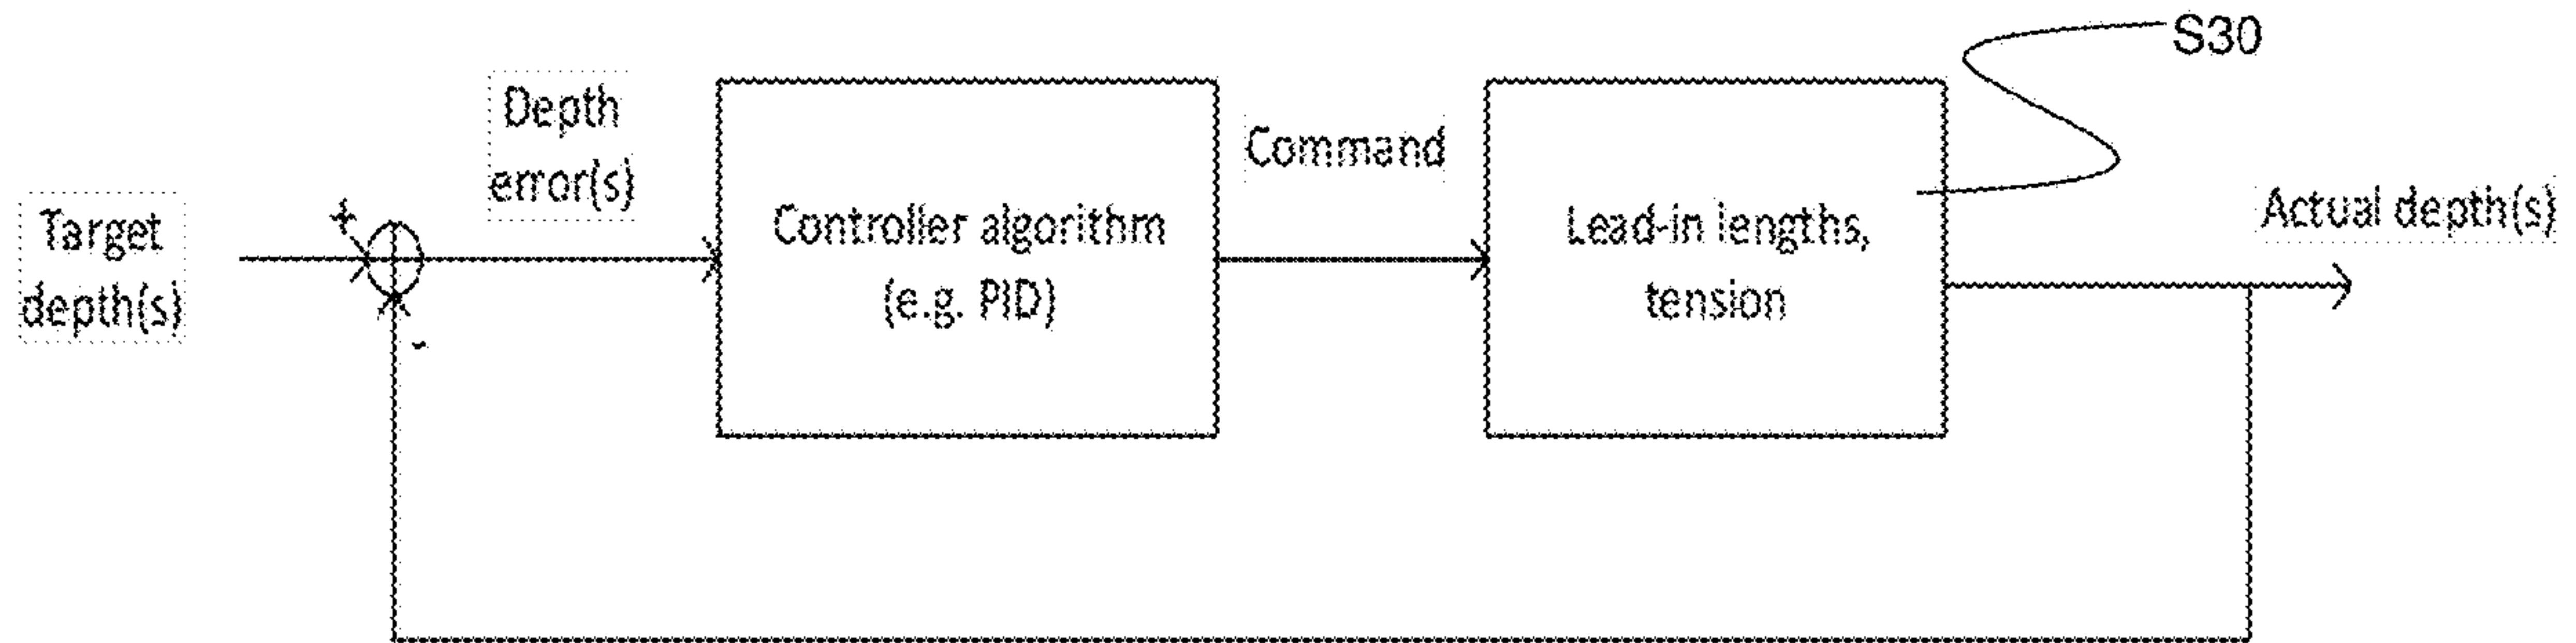 S30
Depth
error(s)
Command
Target
depth(s)
+
Controller algorithm
(e.g. PID)
Lead-in lengths,
tension
Actual depth(s)
-